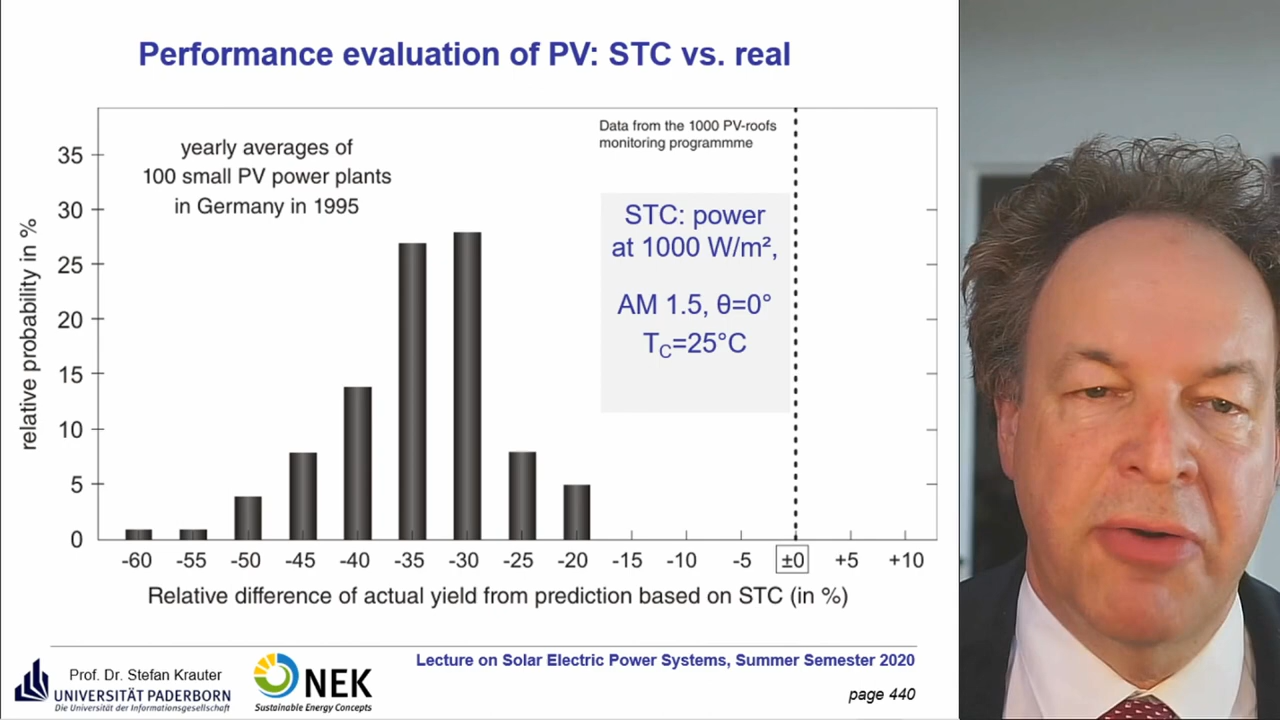 Performance evaluation of PV: STC vs. real
yearly averages of
100 small PV power plants
in Germany in 1995
Data from the 1000 PV-roofs
monitoring programmme
STC: power
at 1000 W/m²,
AM 1.5, θ=0°
TC=25°C
relative probability in %
35
30
25
20
15
10
5
0
-60 -55 -50 -45 -40 -35 -30 -25 -20 -15 -10 -5 ±0 +5 +10
Relative difference of actual yield from prediction based on STC (in %)
Prof. Dr. Stefan Krauter
UNIVERSITÄT PADERBORN
Die Universität der Informationsgesellschaft
NEK
Sustainable Energy Concepts
Lecture on Solar Electric Power Systems, Summer Semester 2020
page 440